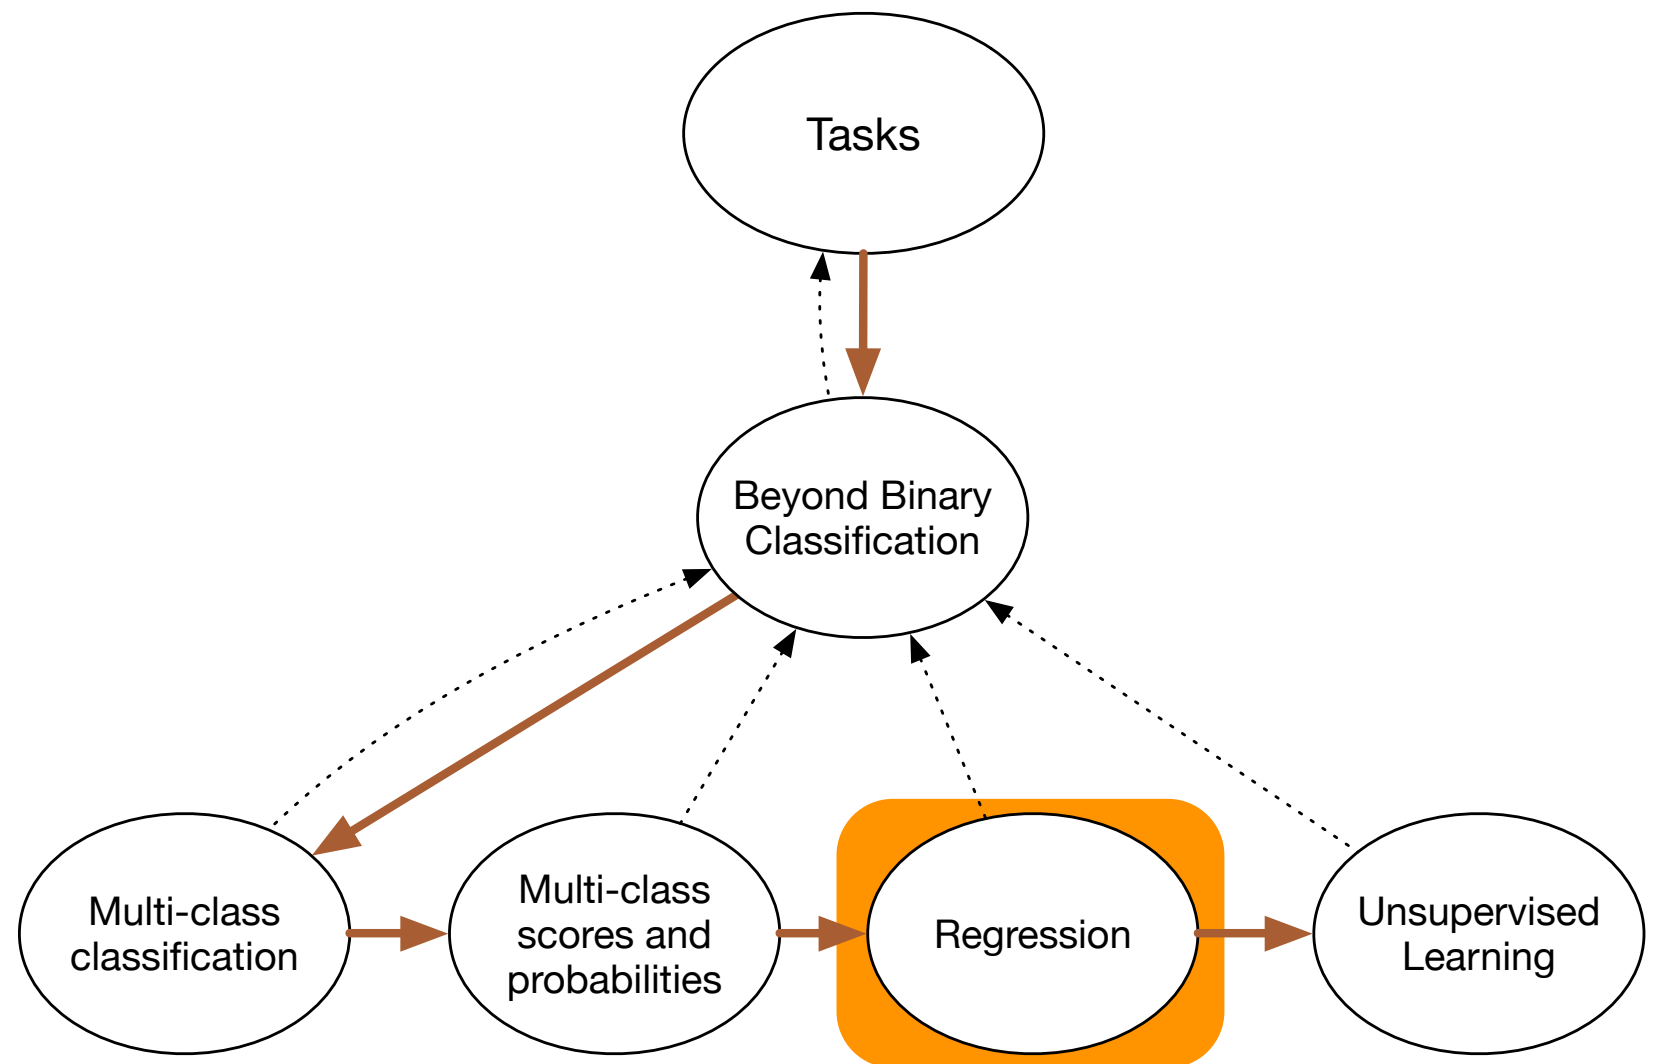 Tasks
Beyond Binary
Classification
Multi-class
classification
Multi-class
scores and
probabilities
Regression
Unsupervised
Learning